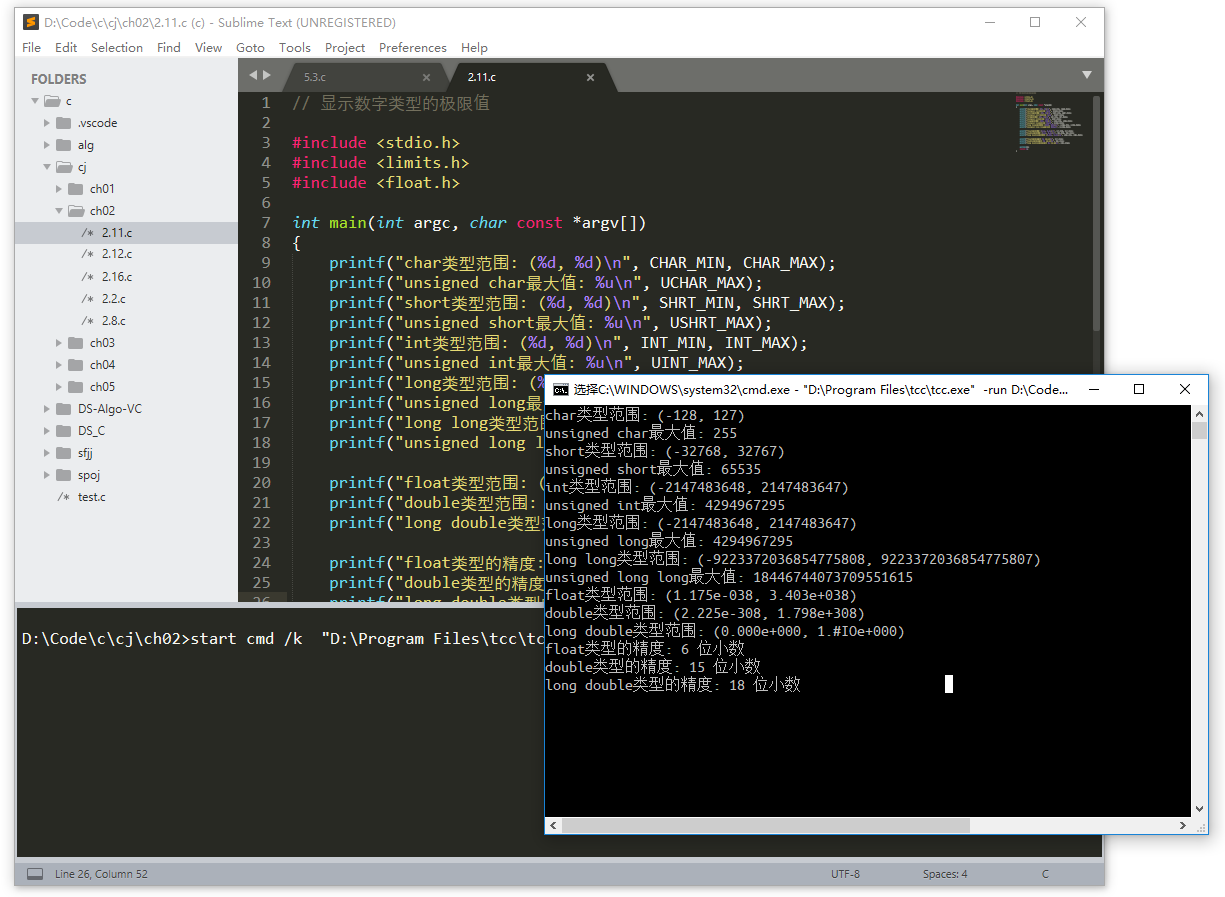 D:\Code\c\cj\ch02\2.11.c (c) - Sublime Text (UNREGISTERED)
File Edit Selection Find View Goto Tools Project Preferences Help
FOLDERS
c
.vscode
alg
cj
ch01
ch02
/* 2.11.c
/* 2.12.c
/* 2.16.c
/* 2.2.c
/* 2.8.c
ch03
ch04
ch05
DS-Algo-VC
DS_C
sfjj
spoj
/* test.c
5.3.c 2.11.c
1 // 显示数字类型的极限值
2
3 #include <stdio.h>
4 #include <limits.h>
5 #include <float.h>
6
7 int main(int argc, char const *argv[])
8 {
9 printf("char类型范围: (%d, %d)\n", CHAR_MIN, CHAR_MAX);
10 printf("unsigned char最大值: %u\n", UCHAR_MAX);
11 printf("short类型范围: (%d, %d)\n", SHRT_MIN, SHRT_MAX);
12 printf("unsigned short最大值: %u\n", USHRT_MAX);
13 printf("int类型范围: (%d, %d)\n", INT_MIN, INT_MAX);
14 printf("unsigned int最大值: %u\n", UINT_MAX);
15 printf("long类型范围: (%
16 printf("unsigned long最
17 printf("long long类型范
18 printf("unsigned long l
19
20 printf("float类型范围: (
21 printf("double类型范围:
22 printf("long double类型
23
24 printf("float类型的精度:
25 printf("double类型的精度
26 printf("long double类型
D:\Code\c\cj\ch02>start cmd /k "D:\Program Files\tcc\tc
Line 26, Column 52 UTF-8 Spaces: 4 C
选择C:\WINDOWS\system32\cmd.exe - "D:\Program Files\tcc\tcc.exe" -run D:\Code...
char类型范围: (-128, 127)
unsigned char最大值: 255
short类型范围: (-32768, 32767)
unsigned short最大值: 65535
int类型范围: (-2147483648, 2147483647)
unsigned int最大值: 4294967295
long类型范围: (-2147483648, 2147483647)
unsigned long最大值: 4294967295
long long类型范围: (-9223372036854775808, 9223372036854775807)
unsigned long long最大值: 18446744073709551615
float类型范围: (1.175e-038, 3.403e+038)
double类型范围: (2.225e-308, 1.798e+308)
long double类型范围: (0.000e+000, 1.#IOe+000)
float类型的精度: 6 位小数
double类型的精度: 15 位小数
long double类型的精度: 18 位小数